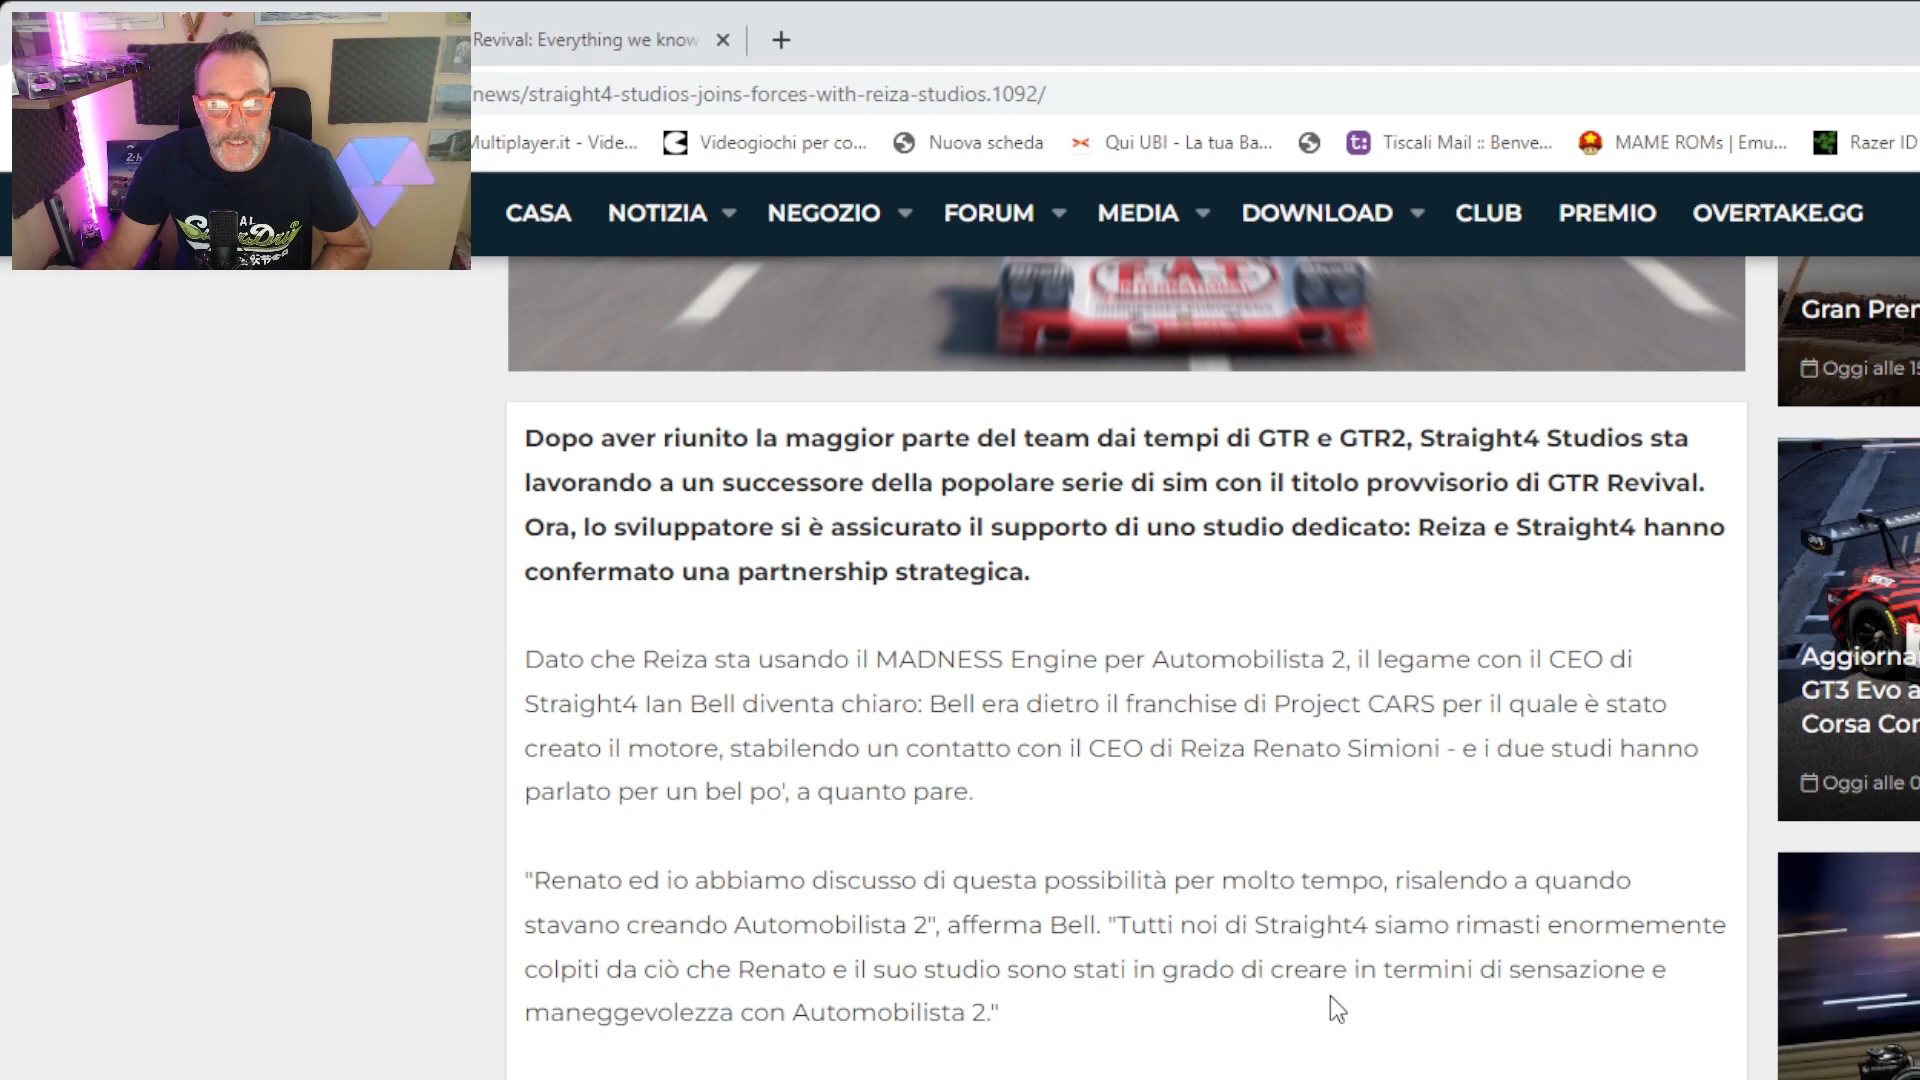 Revival: Everything we know
news/straight4-studios-joins-forces-with-reiza-studios.1092/
Multiplayer.it - Vide... Videogiochi per co... Nuova scheda Qui UBI - La tua Ba... t: Tiscali Mail :: Benve... MAME ROMs | Emu... Razer ID
CASA NOTIZIA NEGOZIO FORUM MEDIA DOWNLOAD CLUB PREMIO OVERTAKE.GG
Gran Prem
Oggi alle 15
Dopo aver riunito la maggior parte del team dai tempi di GTR e GTR2, Straight4 Studios sta
lavorando a un successore della popolare serie di sim con il titolo provvisorio di GTR Revival.
Ora, lo sviluppatore si è assicurato il supporto di uno studio dedicato: Reiza e Straight4 hanno
confermato una partnership strategica.
Dato che Reiza sta usando il MADNESS Engine per Automobilista 2, il legame con il CEO di
Straight4 Ian Bell diventa chiaro: Bell era dietro il franchise di Project CARS per il quale è stato
creato il motore, stabilendo un contatto con il CEO di Reiza Renato Simioni - e i due studi hanno
parlato per un bel po', a quanto pare.
"Renato ed io abbiamo discusso di questa possibilità per molto tempo, risalendo a quando
stavano creando Automobilista 2", afferma Bell. "Tutti noi di Straight4 siamo rimasti enormemente
colpiti da ciò che Renato e il suo studio sono stati in grado di creare in termini di sensazione e
maneggevolezza con Automobilista 2."
Aggiorna
GT3 Evo a
Corsa Co
Oggi alle 0